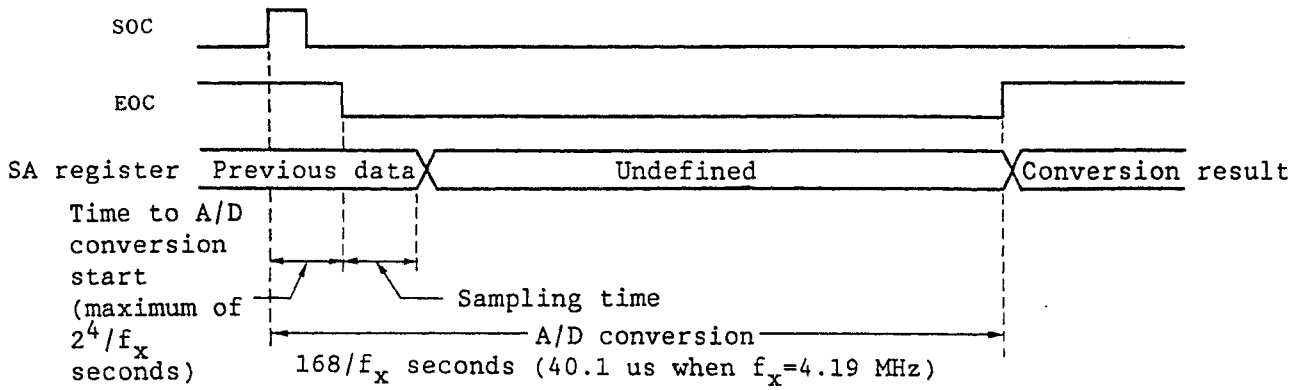 SOC
EOC
SA register Previous data Undefined Conversion result
Time to A/D
conversion
start
(maximum of
2⁴/fₓ
seconds)
Sampling time
A/D conversion
168/fₓ seconds (40.1 us when fₓ=4.19 MHz)